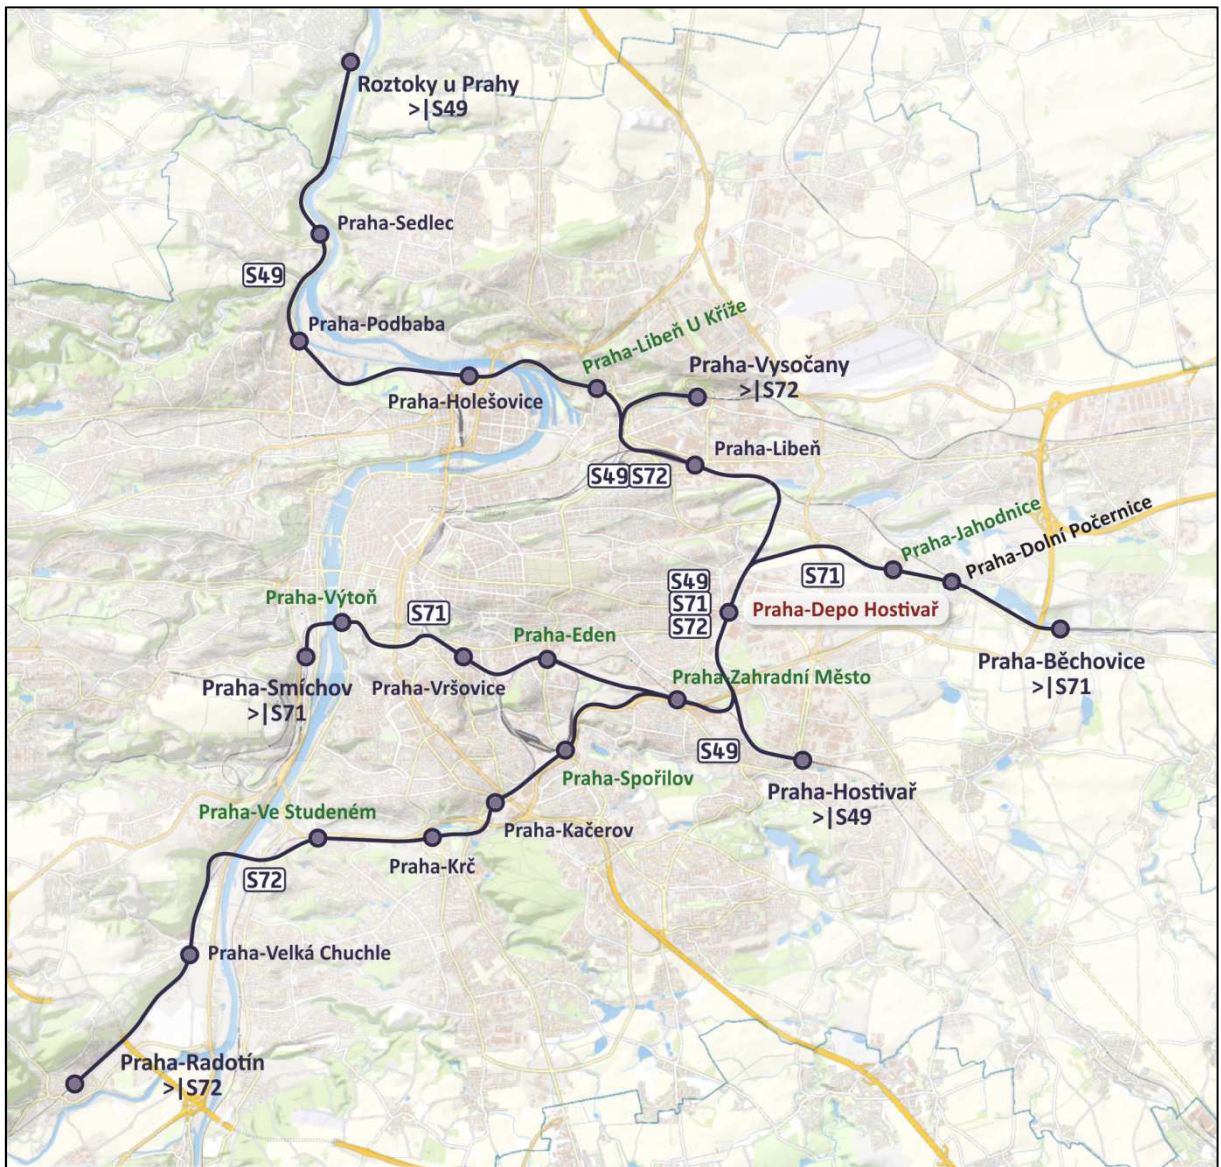 Roztoky u Prahy
>|S49
Praha-Sedlec
S49
Praha-Podbaba
Praha-Libeň U Kříže
Praha-Vysočany
>|S72
Praha-Holešovice
Praha-Libeň
S49 S72
Praha-Jahodnice
Praha-Dolní Počernice
S49
S71
S72
S71
Praha-Depo Hostivař
Praha-Výtoň
S71
Praha-Eden
Praha-Běchovice
>|S71
Praha-Smíchov
>|S71
Praha-Vršovice
Praha Zahradní Město
S49
Praha-Spořilov
Praha-Hostivař
>|S49
Praha-Ve Studeném
Praha-Kačerov
Praha-Krč
S72
Praha-Velká Chuchle
Praha-Radotín
>|S72